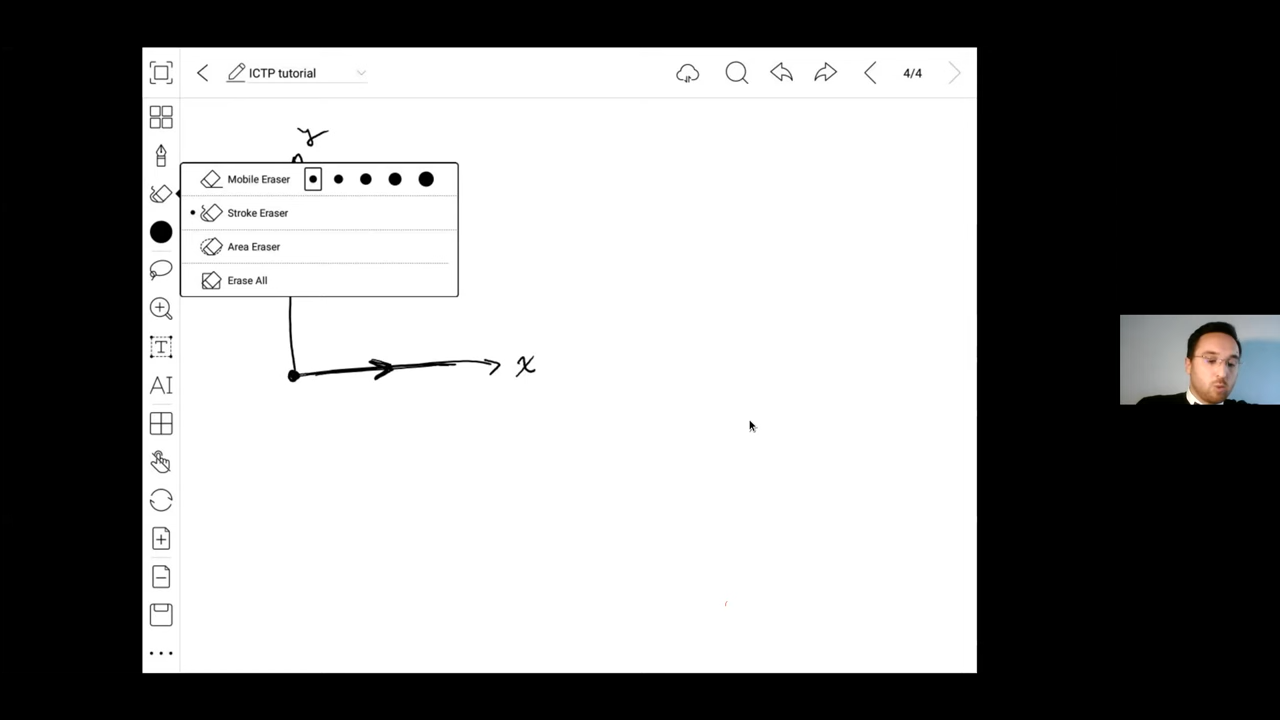 ICTP tutorial
4/4
y
Mobile Eraser
Stroke Eraser
Area Eraser
Erase All
x
T
AI